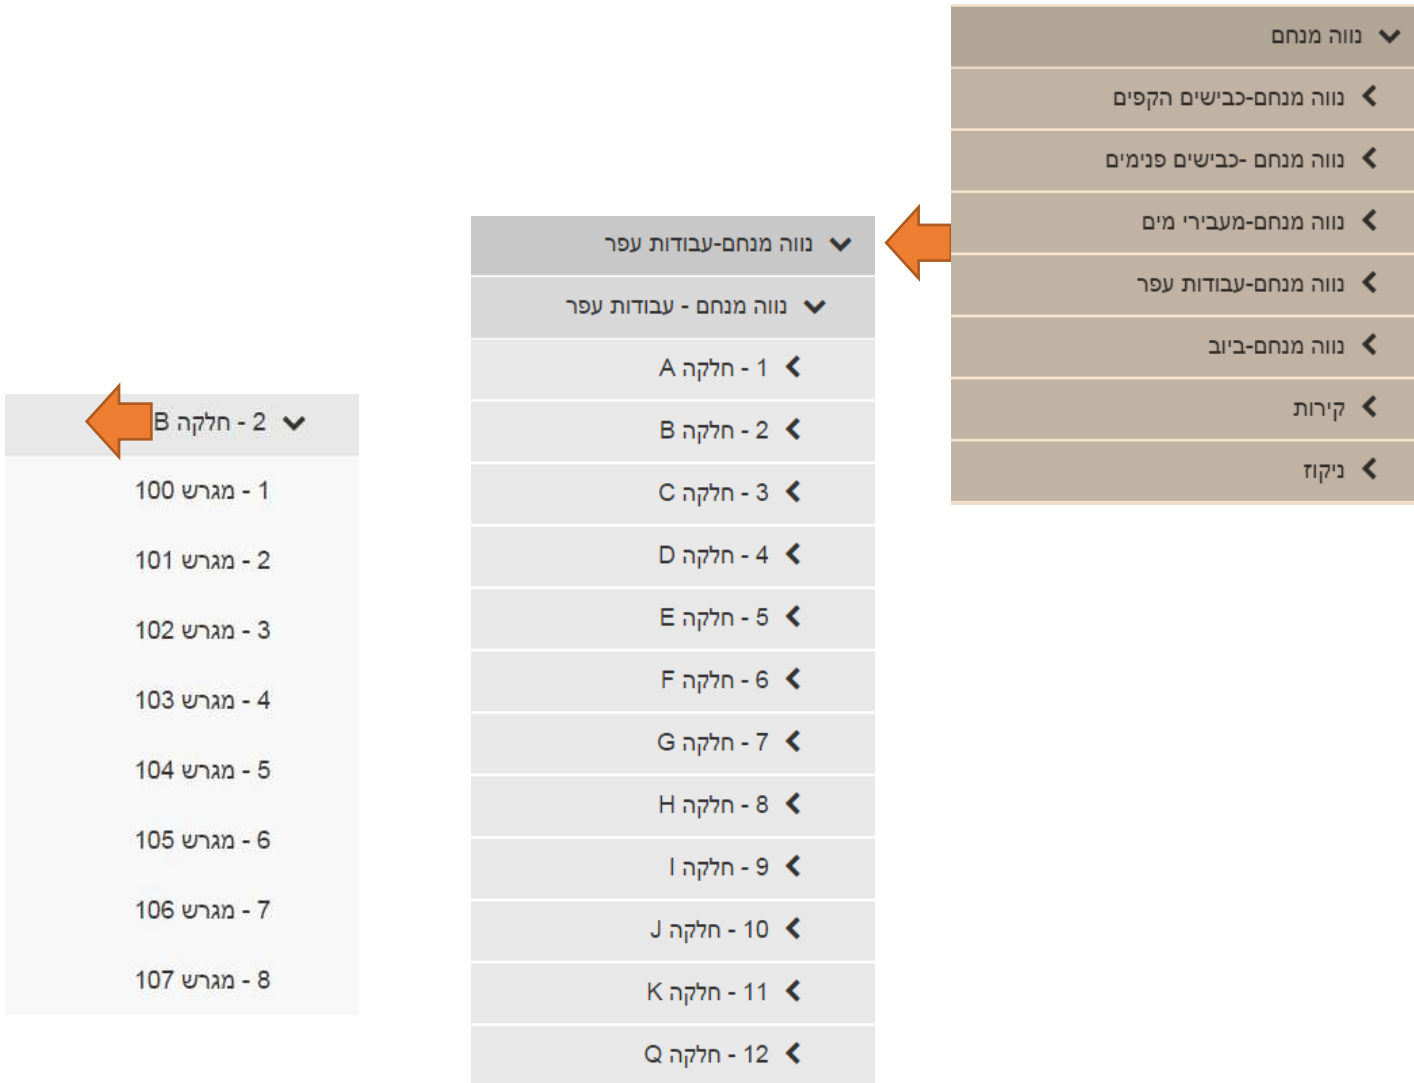 נווה מנחם
נווה מנחם-כבישים הקפים
נווה מנחם -כבישים פנימים
נווה מנחם-מעבירי מים
נווה מנחם-עבודות עפר
נווה מנחם-ביוב
קירות
ניקוז
נווה מנחם-עבודות עפר
נווה מנחם - עבודות עפר
1 - חלקה A
2 - חלקה B
3 - חלקה C
4 - חלקה D
5 - חלקה E
6 - חלקה F
7 - חלקה G
8 - חלקה H
9 - חלקה I
10 - חלקה J
11 - חלקה K
12 - חלקה Q
2 - חלקה B
1 - מגרש 100
2 - מגרש 101
3 - מגרש 102
4 - מגרש 103
5 - מגרש 104
6 - מגרש 105
7 - מגרש 106
8 - מגרש 107